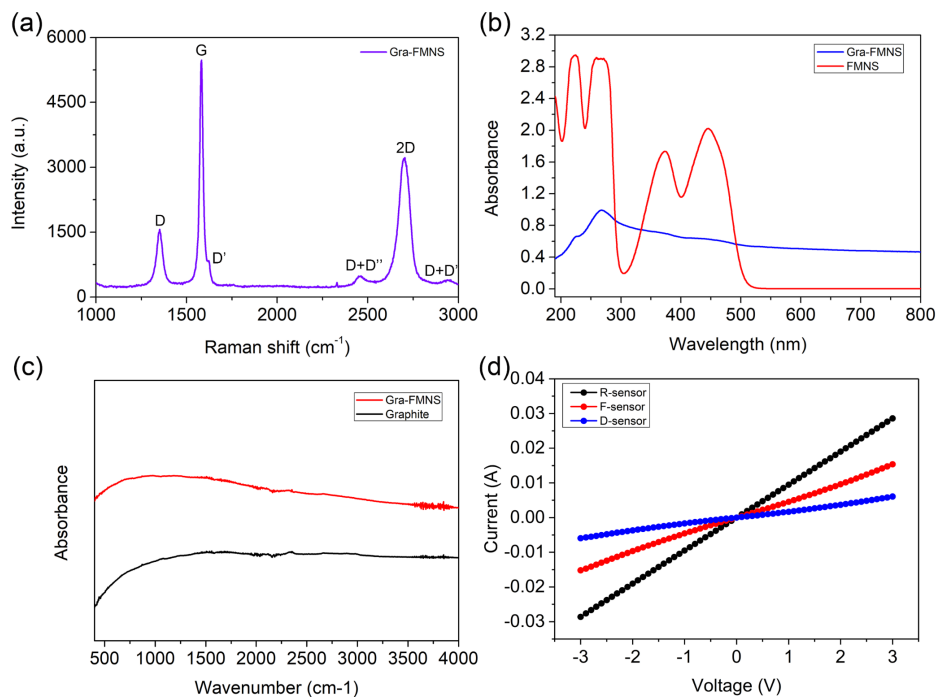 (a)
6000
4500
3000
1500
0
Intensity (a.u.)
1000
1500
2000
2500
3000
Raman shift (cm⁻¹)
Gra-FMNS
D
G
D'
D+D''
2D
D+D'
(b)
3.2
2.8
2.4
2.0
1.6
1.2
0.8
0.4
0.0
Absorbance
200
300
400
500
600
700
800
Wavelength (nm)
Gra-FMNS
FMNS
(c)
Absorbance
500
1000
1500
2000
2500
3000
3500
4000
Wavenumber (cm-1)
Gra-FMNS
Graphite
(d)
0.04
0.03
0.02
0.01
0.00
-0.01
-0.02
-0.03
Current (A)
-3
-2
-1
0
1
2
3
Voltage (V)
R-sensor
F-sensor
D-sensor